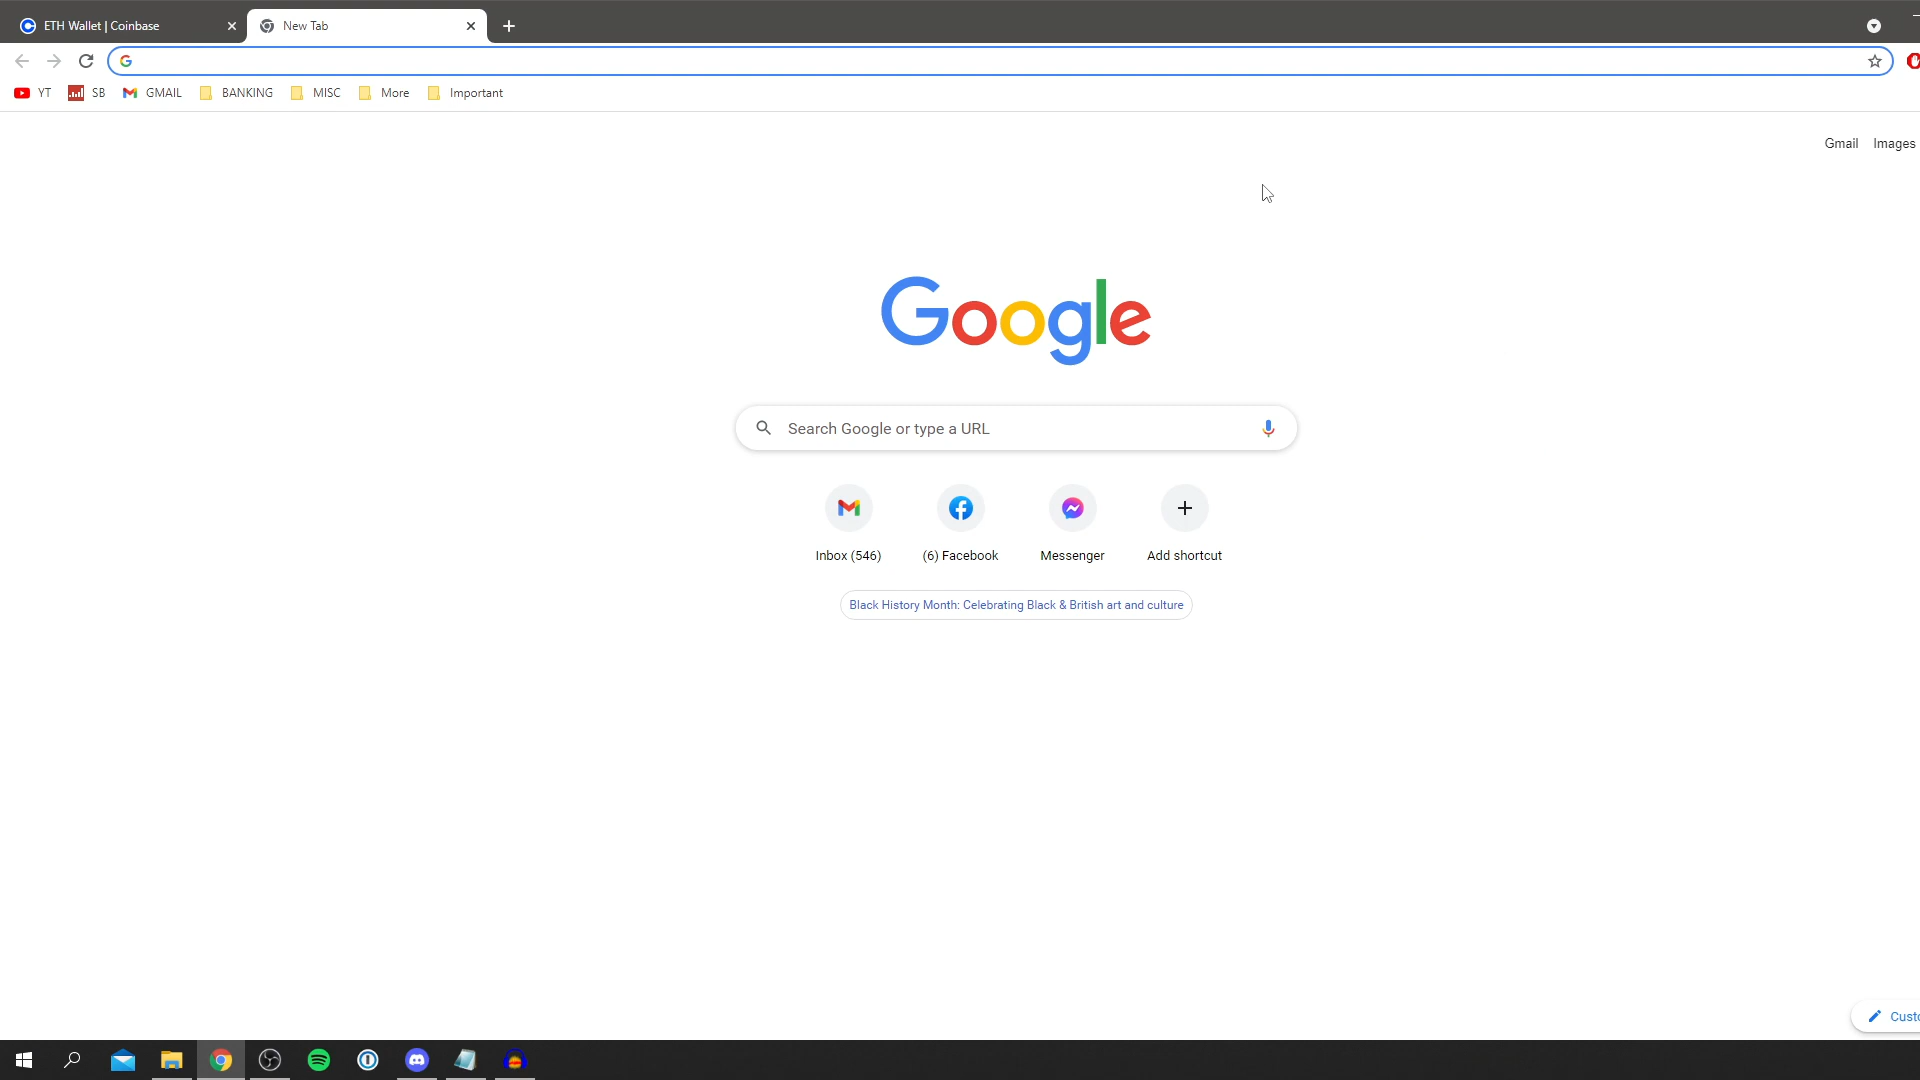 ETH Wallet | Coinbase
New Tab
YT SB GMAIL BANKING MISC More Important
Gmail Images
Google
Search Google or type a URL
Inbox (546) (6) Facebook Messenger Add shortcut
Black History Month: Celebrating Black & British art and culture
Custo